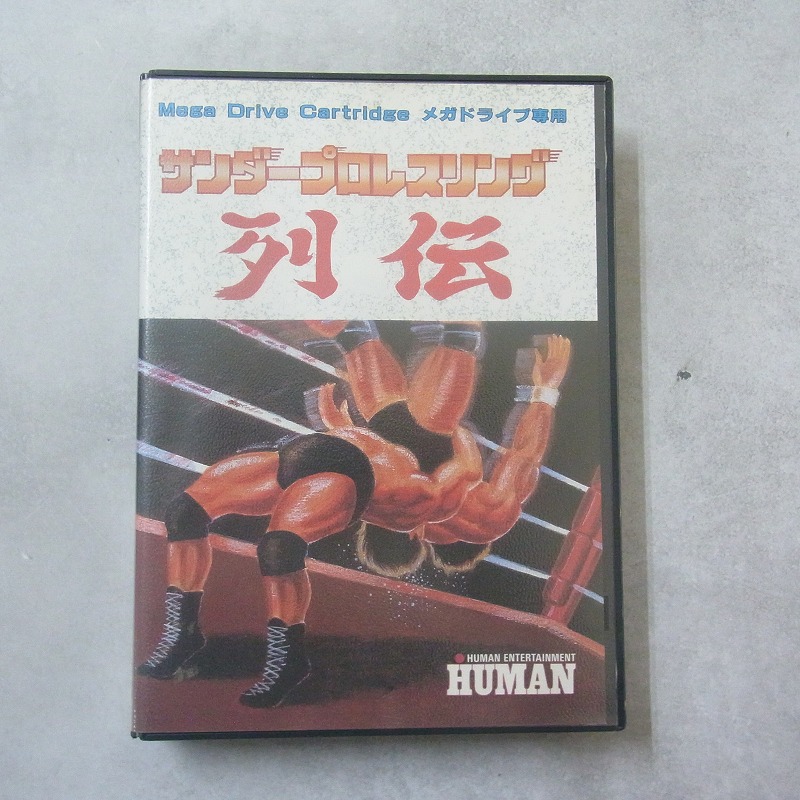 Mega Drive Cartridge メガドライブ専用
サンダープロレスリング
列伝
HUMAN ENTERTAINMENT
HUMAN